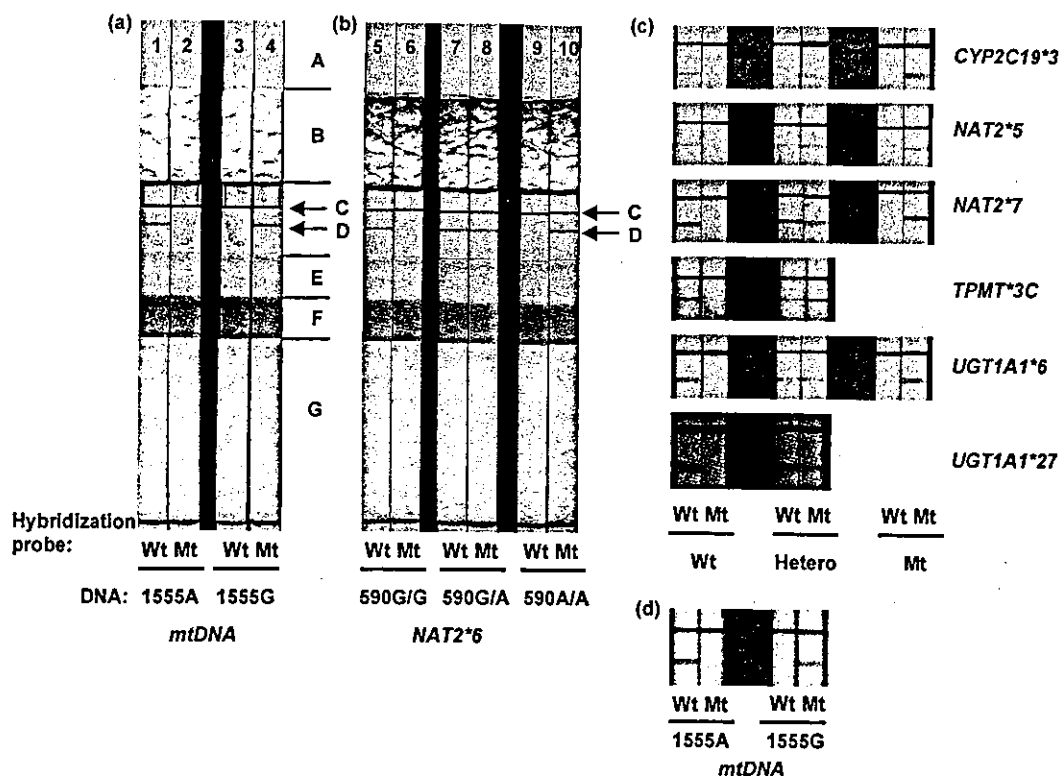 (a)
1 2 3 4
A
B
C
D
E
F
G
Hybridization
probe:
Wt Mt Wt Mt
DNA: 1555A 1555G
mtDNA
(b)
5 6 7 8 9 10
C
D
Wt Mt Wt Mt Wt Mt
590G/G 590G/A 590A/A
NAT2*6
(c)
CYP2C19*3
NAT2*5
NAT2*7
TPMT*3C
UGT1A1*6
UGT1A1*27
Wt Mt Wt Mt Wt Mt
Wt Hetero Mt
(d)
Wt Mt Wt Mt
1555A 1555G
mtDNA